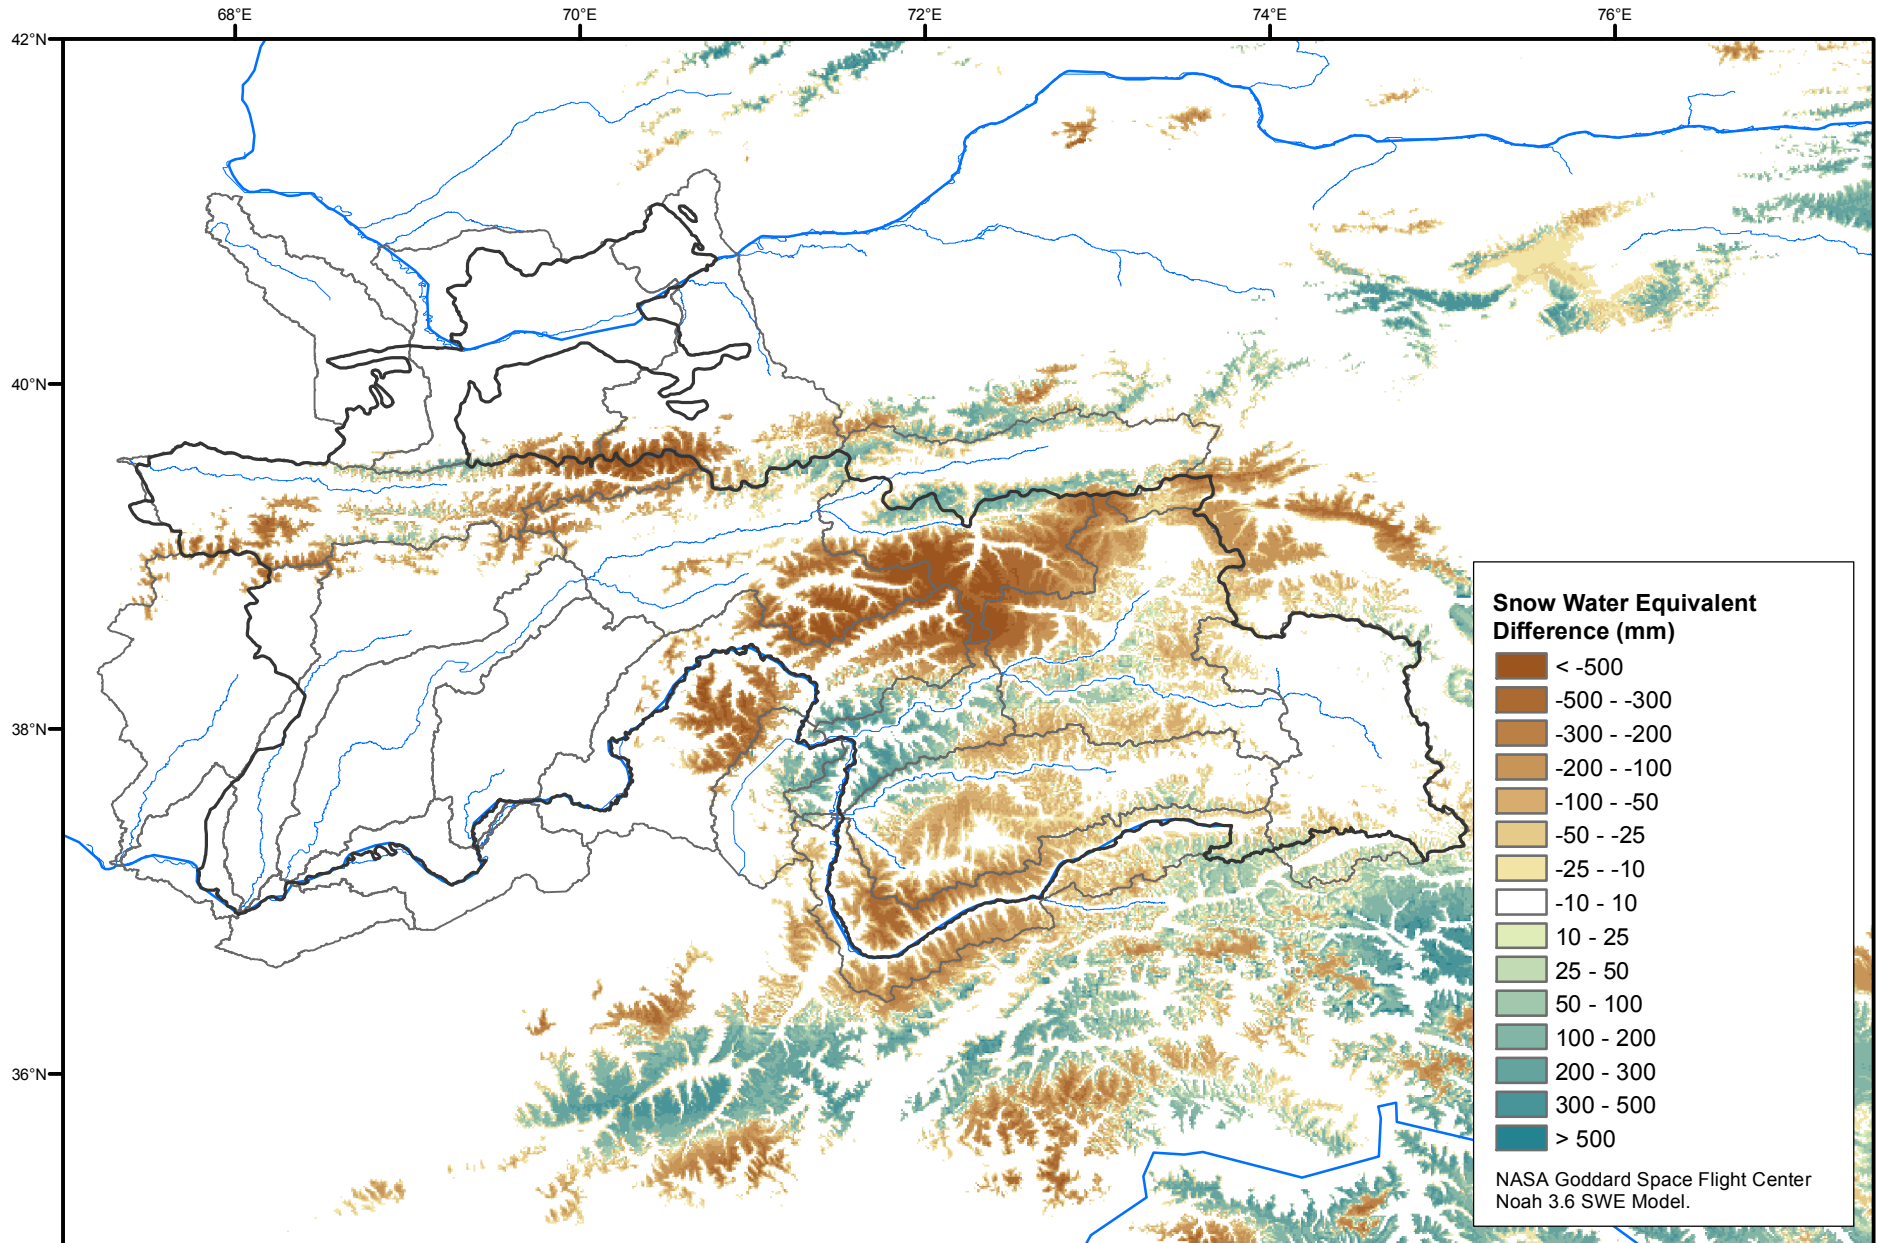 68°E
70°E
72°E
74°E
76°E
42°N
40°N
38°N
36°N
Snow Water Equivalent
Difference (mm)
< -500
-500 - -300
-300 - -200
-200 - -100
-100 - -50
-50 - -25
-25 - -10
-10 - 10
10 - 25
25 - 50
50 - 100
100 - 200
200 - 300
300 - 500
> 500
NASA Goddard Space Flight Center
Noah 3.6 SWE Model.